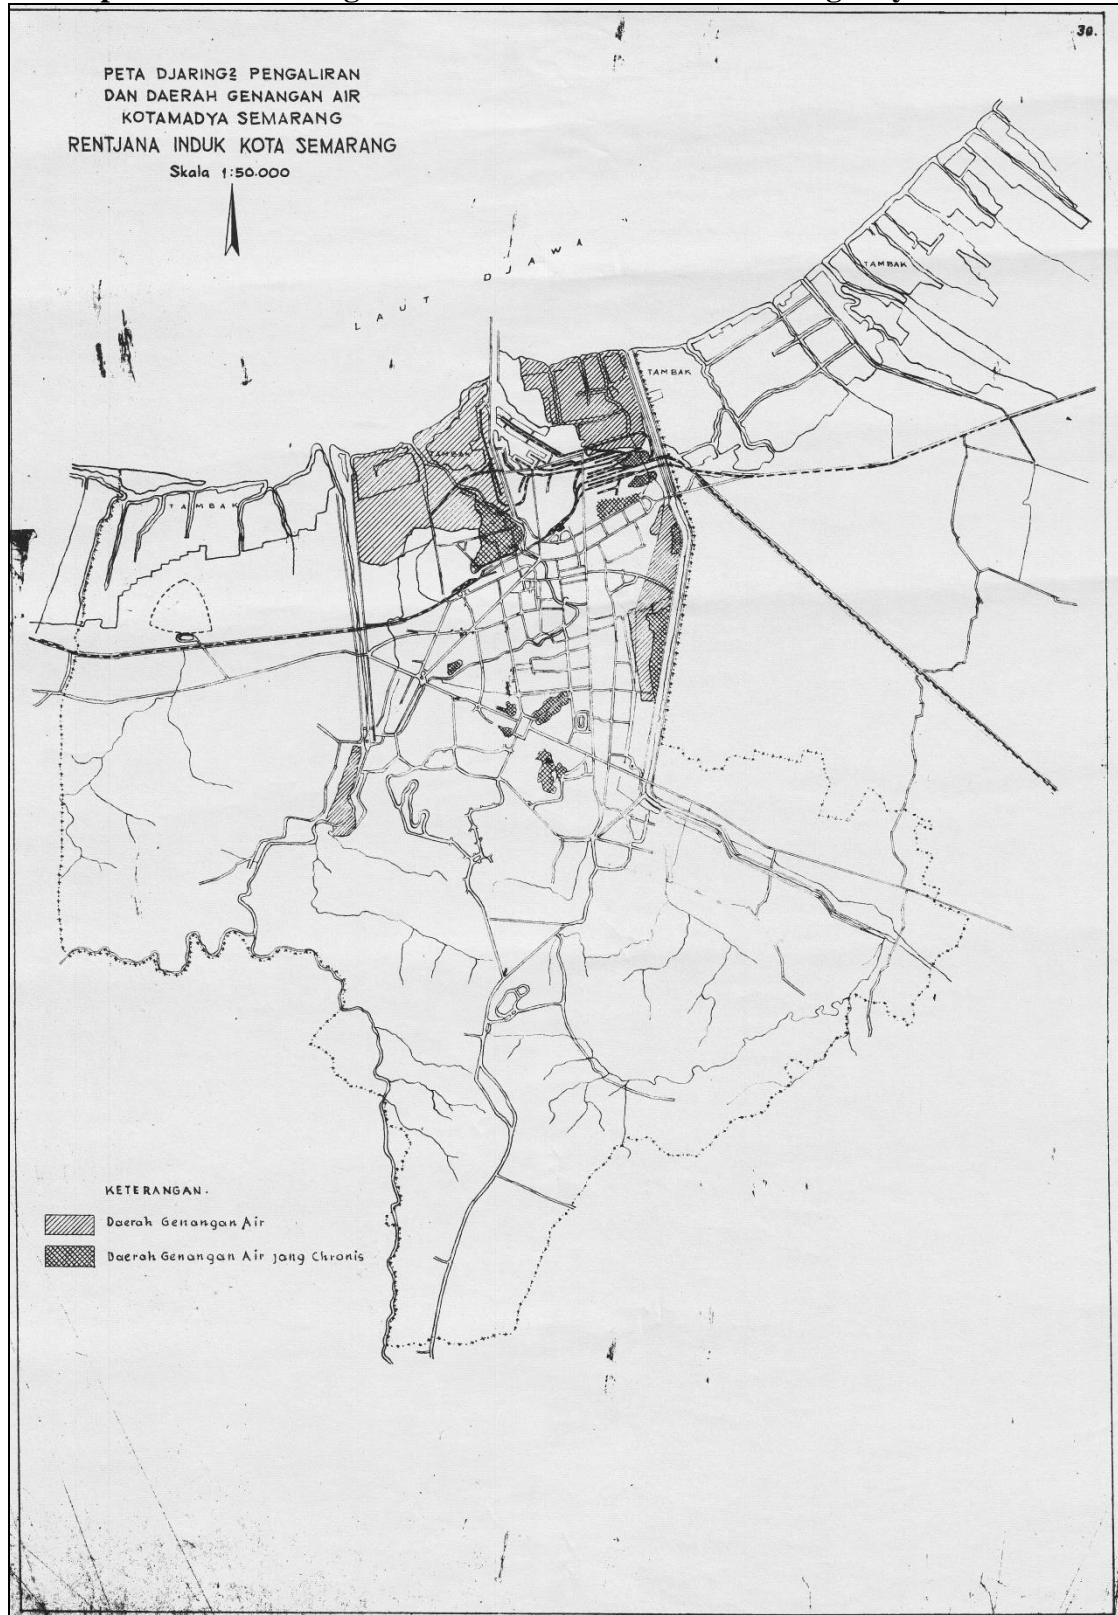 30.
PETA DJARING2 PENGALIRAN
DAN DAERAH GENANGAN AIR
KOTAMADYA SEMARANG
RENTJANA INDUK KOTA SEMARANG
Skala 1:50.000
LAUT DJAWA
TAMBAK
TAMBAK
TAMBAK
TAMBAK
KETERANGAN.
Daerah Genangan Air
Daerah Genangan Air jang Chronis